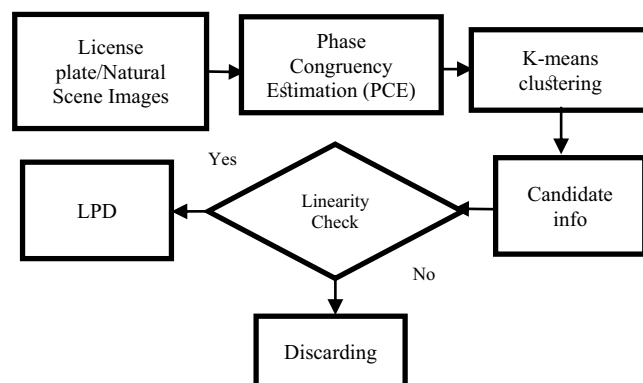 License
plate/Natural
Scene Images
Phase
Congruency
Estimation (PCE)
K-means
clustering
Yes
LPD
Linearity
Check
Candidate
info
No
Discarding